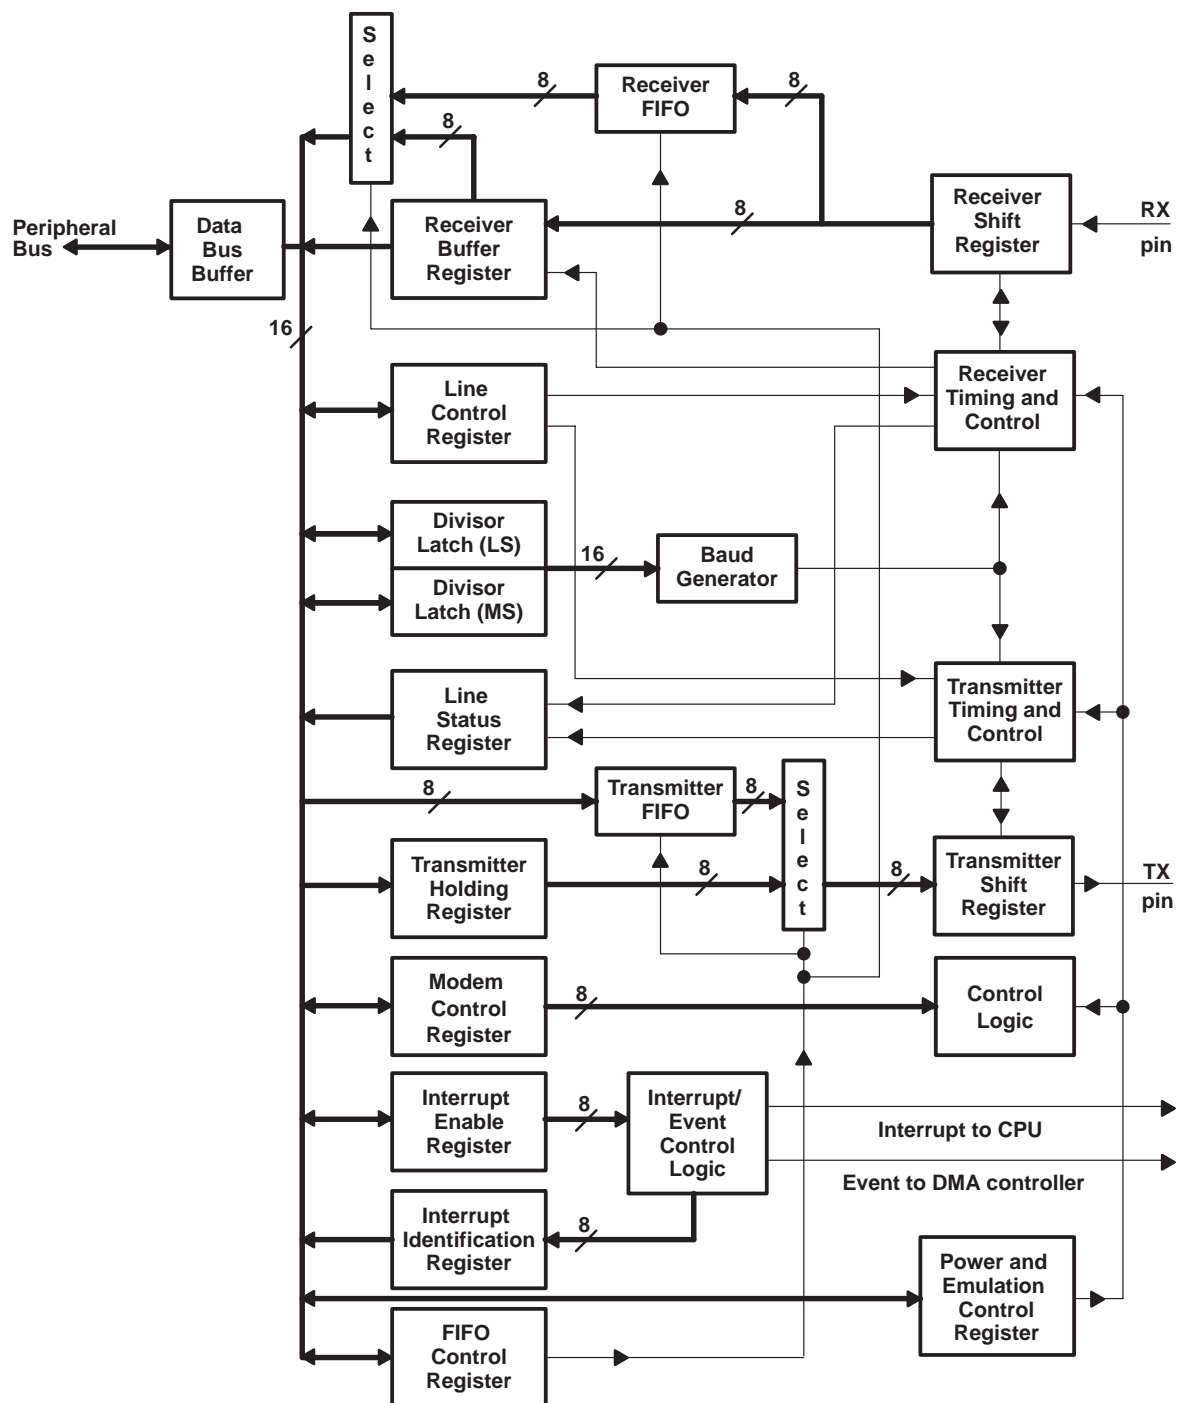 S
e
l
e
c
t
8
Receiver
FIFO
8
8
Peripheral
Bus
Data
Bus
Buffer
Receiver
Buffer
Register
8
Receiver
Shift
Register
RX
pin
16
Line
Control
Register
Receiver
Timing and
Control
Divisor
Latch (LS)
Divisor
Latch (MS)
16
Baud
Generator
Line
Status
Register
Transmitter
Timing and
Control
8
Transmitter
FIFO
8
S
e
l
e
c
t
Transmitter
Holding
Register
8
8
Transmitter
Shift
Register
TX
pin
Modem
Control
Register
8
Control
Logic
Interrupt
Enable
Register
8
Interrupt/
Event
Control
Logic
Interrupt to CPU
Event to DMA controller
Interrupt
Identification
Register
8
Power and
Emulation
Control
Register
FIFO
Control
Register